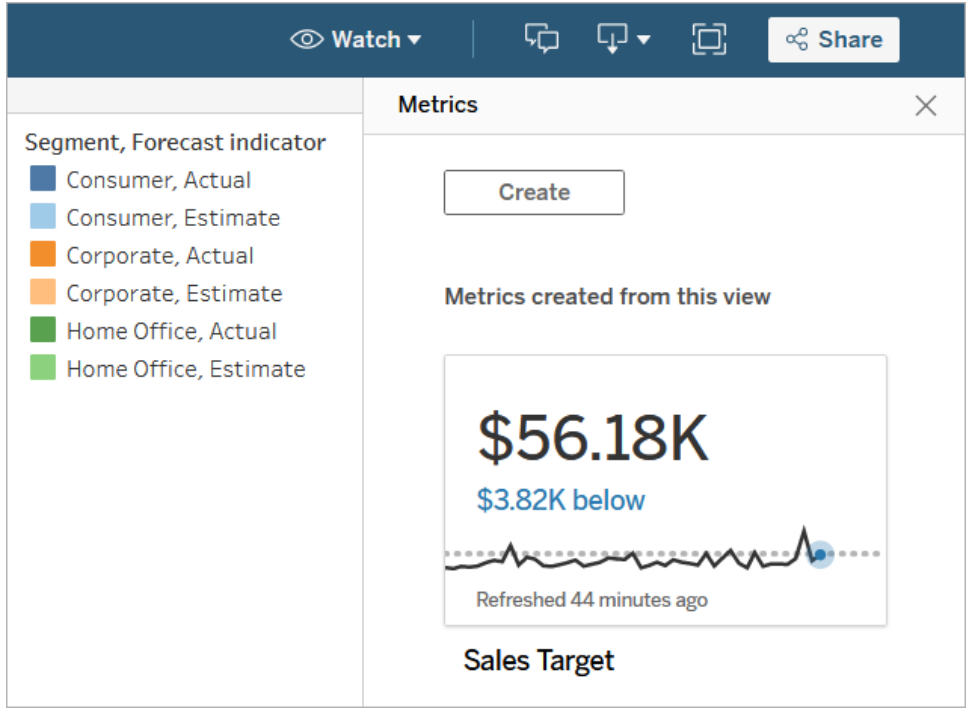 Watch
Share
Metrics
Segment, Forecast indicator
Consumer, Actual
Consumer, Estimate
Corporate, Actual
Corporate, Estimate
Home Office, Actual
Home Office, Estimate
Create
Metrics created from this view
$56.18K
$3.82K below
Refreshed 44 minutes ago
Sales Target